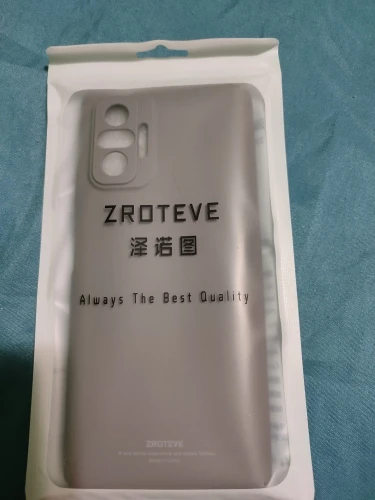 ZROTEVE
泽诺图
Always The Best Quality
ZROTEVE